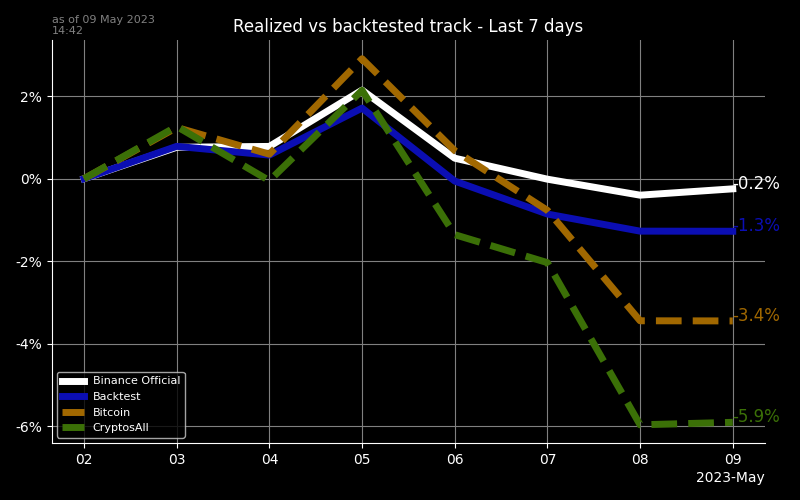 as of 09 May 2023
14:42
Realized vs backtested track - Last 7 days
2%
0%
-2%
-4%
-6%
-0.2%
-1.3%
-3.4%
-5.9%
Binance Official
Backtest
Bitcoin
CryptosAll
02 03 04 05 06 07 08 09
2023-May